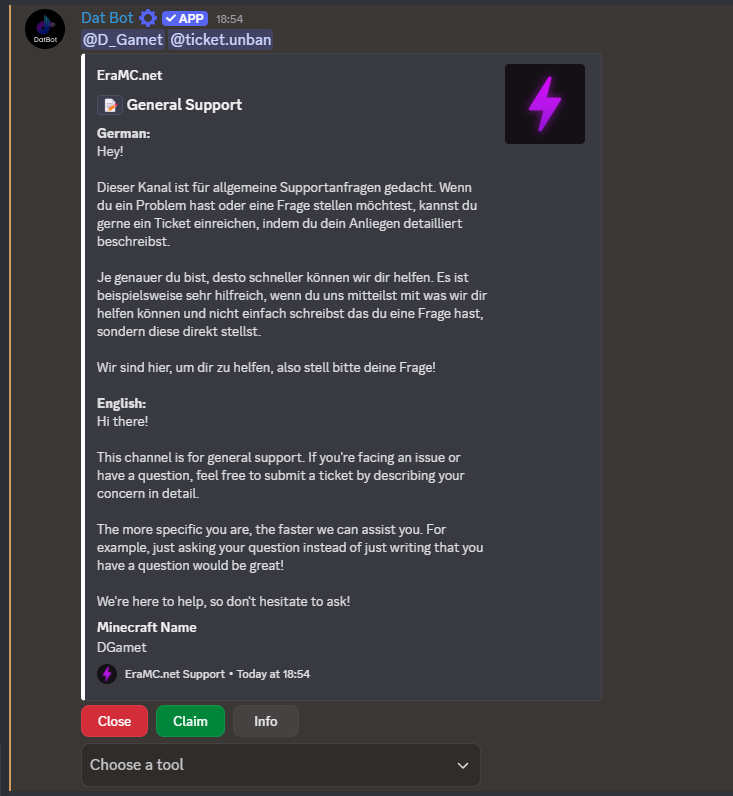 DatBot
Dat Bot ✓ APP 18:54
@D_Gamet @ticket.unban
EraMC.net
General Support
German:
Hey!
Dieser Kanal ist für allgemeine Supportanfragen gedacht. Wenn
du ein Problem hast oder eine Frage stellen möchtest, kannst du
gerne ein Ticket einreichen, indem du dein Anliegen detailliert
beschreibst.
Je genauer du bist, desto schneller können wir dir helfen. Es ist
beispielsweise sehr hilfreich, wenn du uns mitteilst mit was wir dir
helfen können und nicht einfach schreibst das du eine Frage hast,
sondern diese direkt stellst.
Wir sind hier, um dir zu helfen, also stell bitte deine Frage!
English:
Hi there!
This channel is for general support. If you're facing an issue or
have a question, feel free to submit a ticket by describing your
concern in detail.
The more specific you are, the faster we can assist you. For
example, just asking your question instead of just writing that you
have a question would be great!
We're here to help, so don't hesitate to ask!
Minecraft Name
DGamet
EraMC.net Support • Today at 18:54
Close Claim Info
Choose a tool